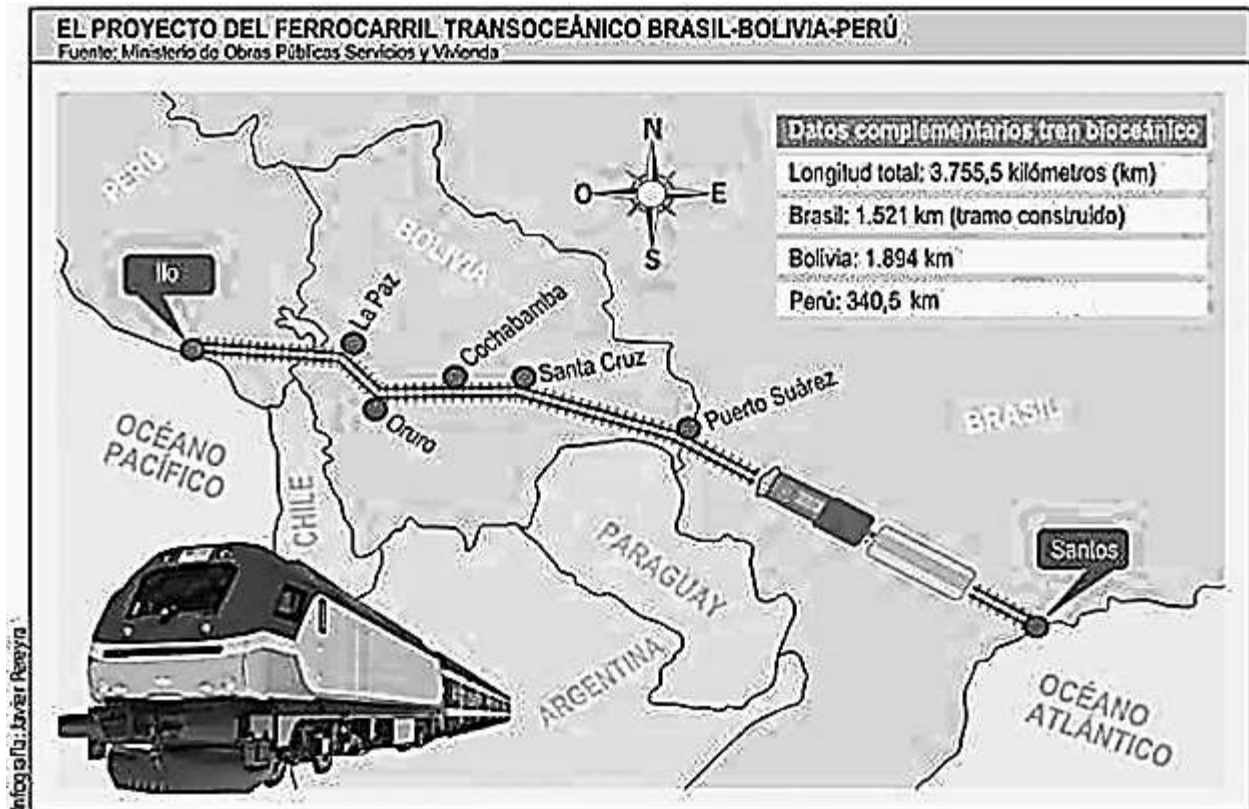 EL PROYECTO DEL FERROCARRIL TRANSOCEÁNICO BRASIL-BOLIVIA-PERÚ
Fuente: Ministerio de Obras Públicas Servicios y Vivienda
N
O
E
S
Datos complementarios tren bioceánico
Longitud total: 3.755,5 kilómetros (km)
Brasil: 1.521 km (tramo construido)
Bolivia: 1.894 km
Perú: 340,5 km
PERÚ
BOLIVIA
Ilo
La Paz
Cochabamba
Santa Cruz
Oruro
Puerto Suárez
BRASIL
OCÉANO
PACÍFICO
CHILE
PARAGUAY
Santos
ARGENTINA
OCÉANO
ATLÁNTICO
Infografía: Javier Pereyra